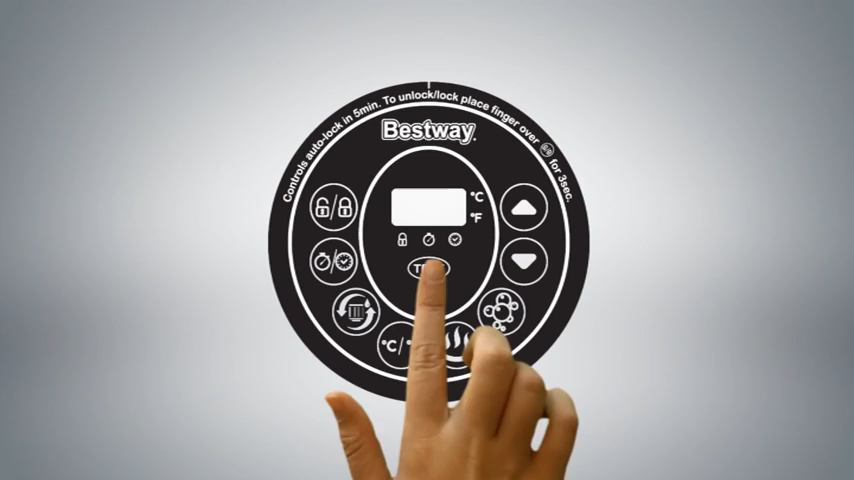 Controls auto-lock in 5min. To unlock/lock place finger over for 3sec.
Bestway
°C
°F
°C/